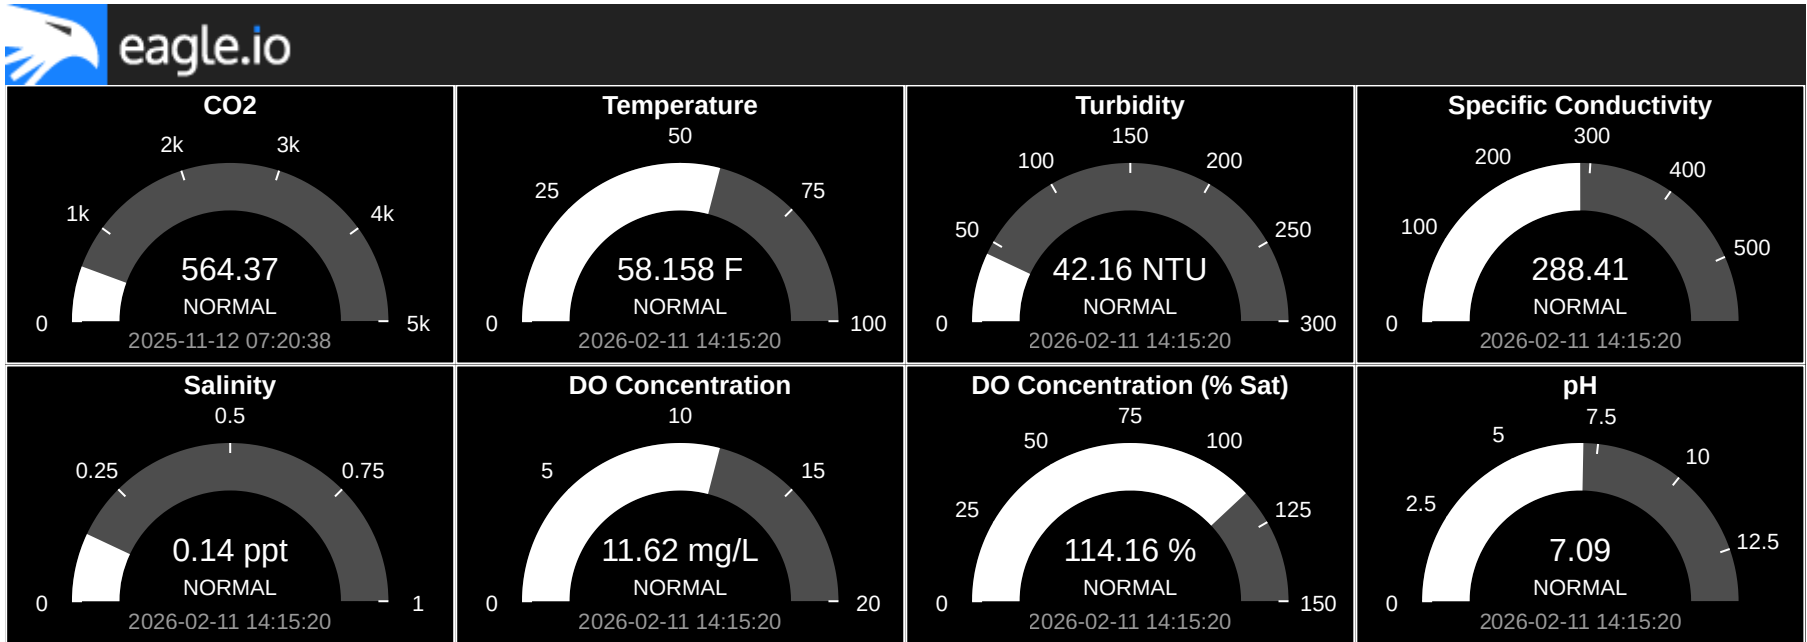 eagle.io
CO2
0
1k
2k
3k
4k
5k
564.37
NORMAL
2025-11-12 07:20:38
Temperature
0
25
50
75
100
58.158 F
NORMAL
2026-02-11 14:15:20
Turbidity
0
50
100
150
200
250
300
42.16 NTU
NORMAL
2026-02-11 14:15:20
Specific Conductivity
0
100
200
300
400
500
288.41
NORMAL
2026-02-11 14:15:20
Salinity
0
0.25
0.5
0.75
1
0.14 ppt
NORMAL
2026-02-11 14:15:20
DO Concentration
0
5
10
15
20
11.62 mg/L
NORMAL
2026-02-11 14:15:20
DO Concentration (% Sat)
0
25
50
75
100
125
150
114.16 %
NORMAL
2026-02-11 14:15:20
pH
0
2.5
5
7.5
10
12.5
7.09
NORMAL
2026-02-11 14:15:20